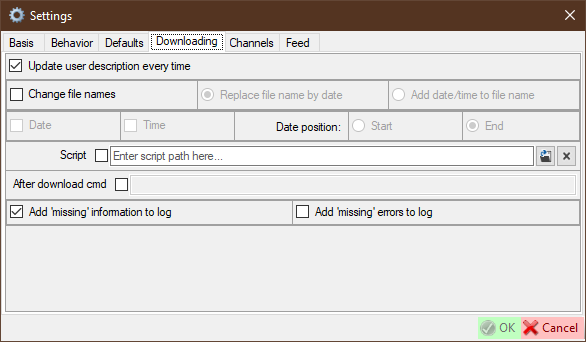 Settings
Basis Behavior Defaults Downloading Channels Feed
Update user description every time
Change file names Replace file name by date Add date/time to file name
Date Time Date position: Start End
Script Enter script path here...
After download cmd
Add 'missing' information to log Add 'missing' errors to log
OK Cancel